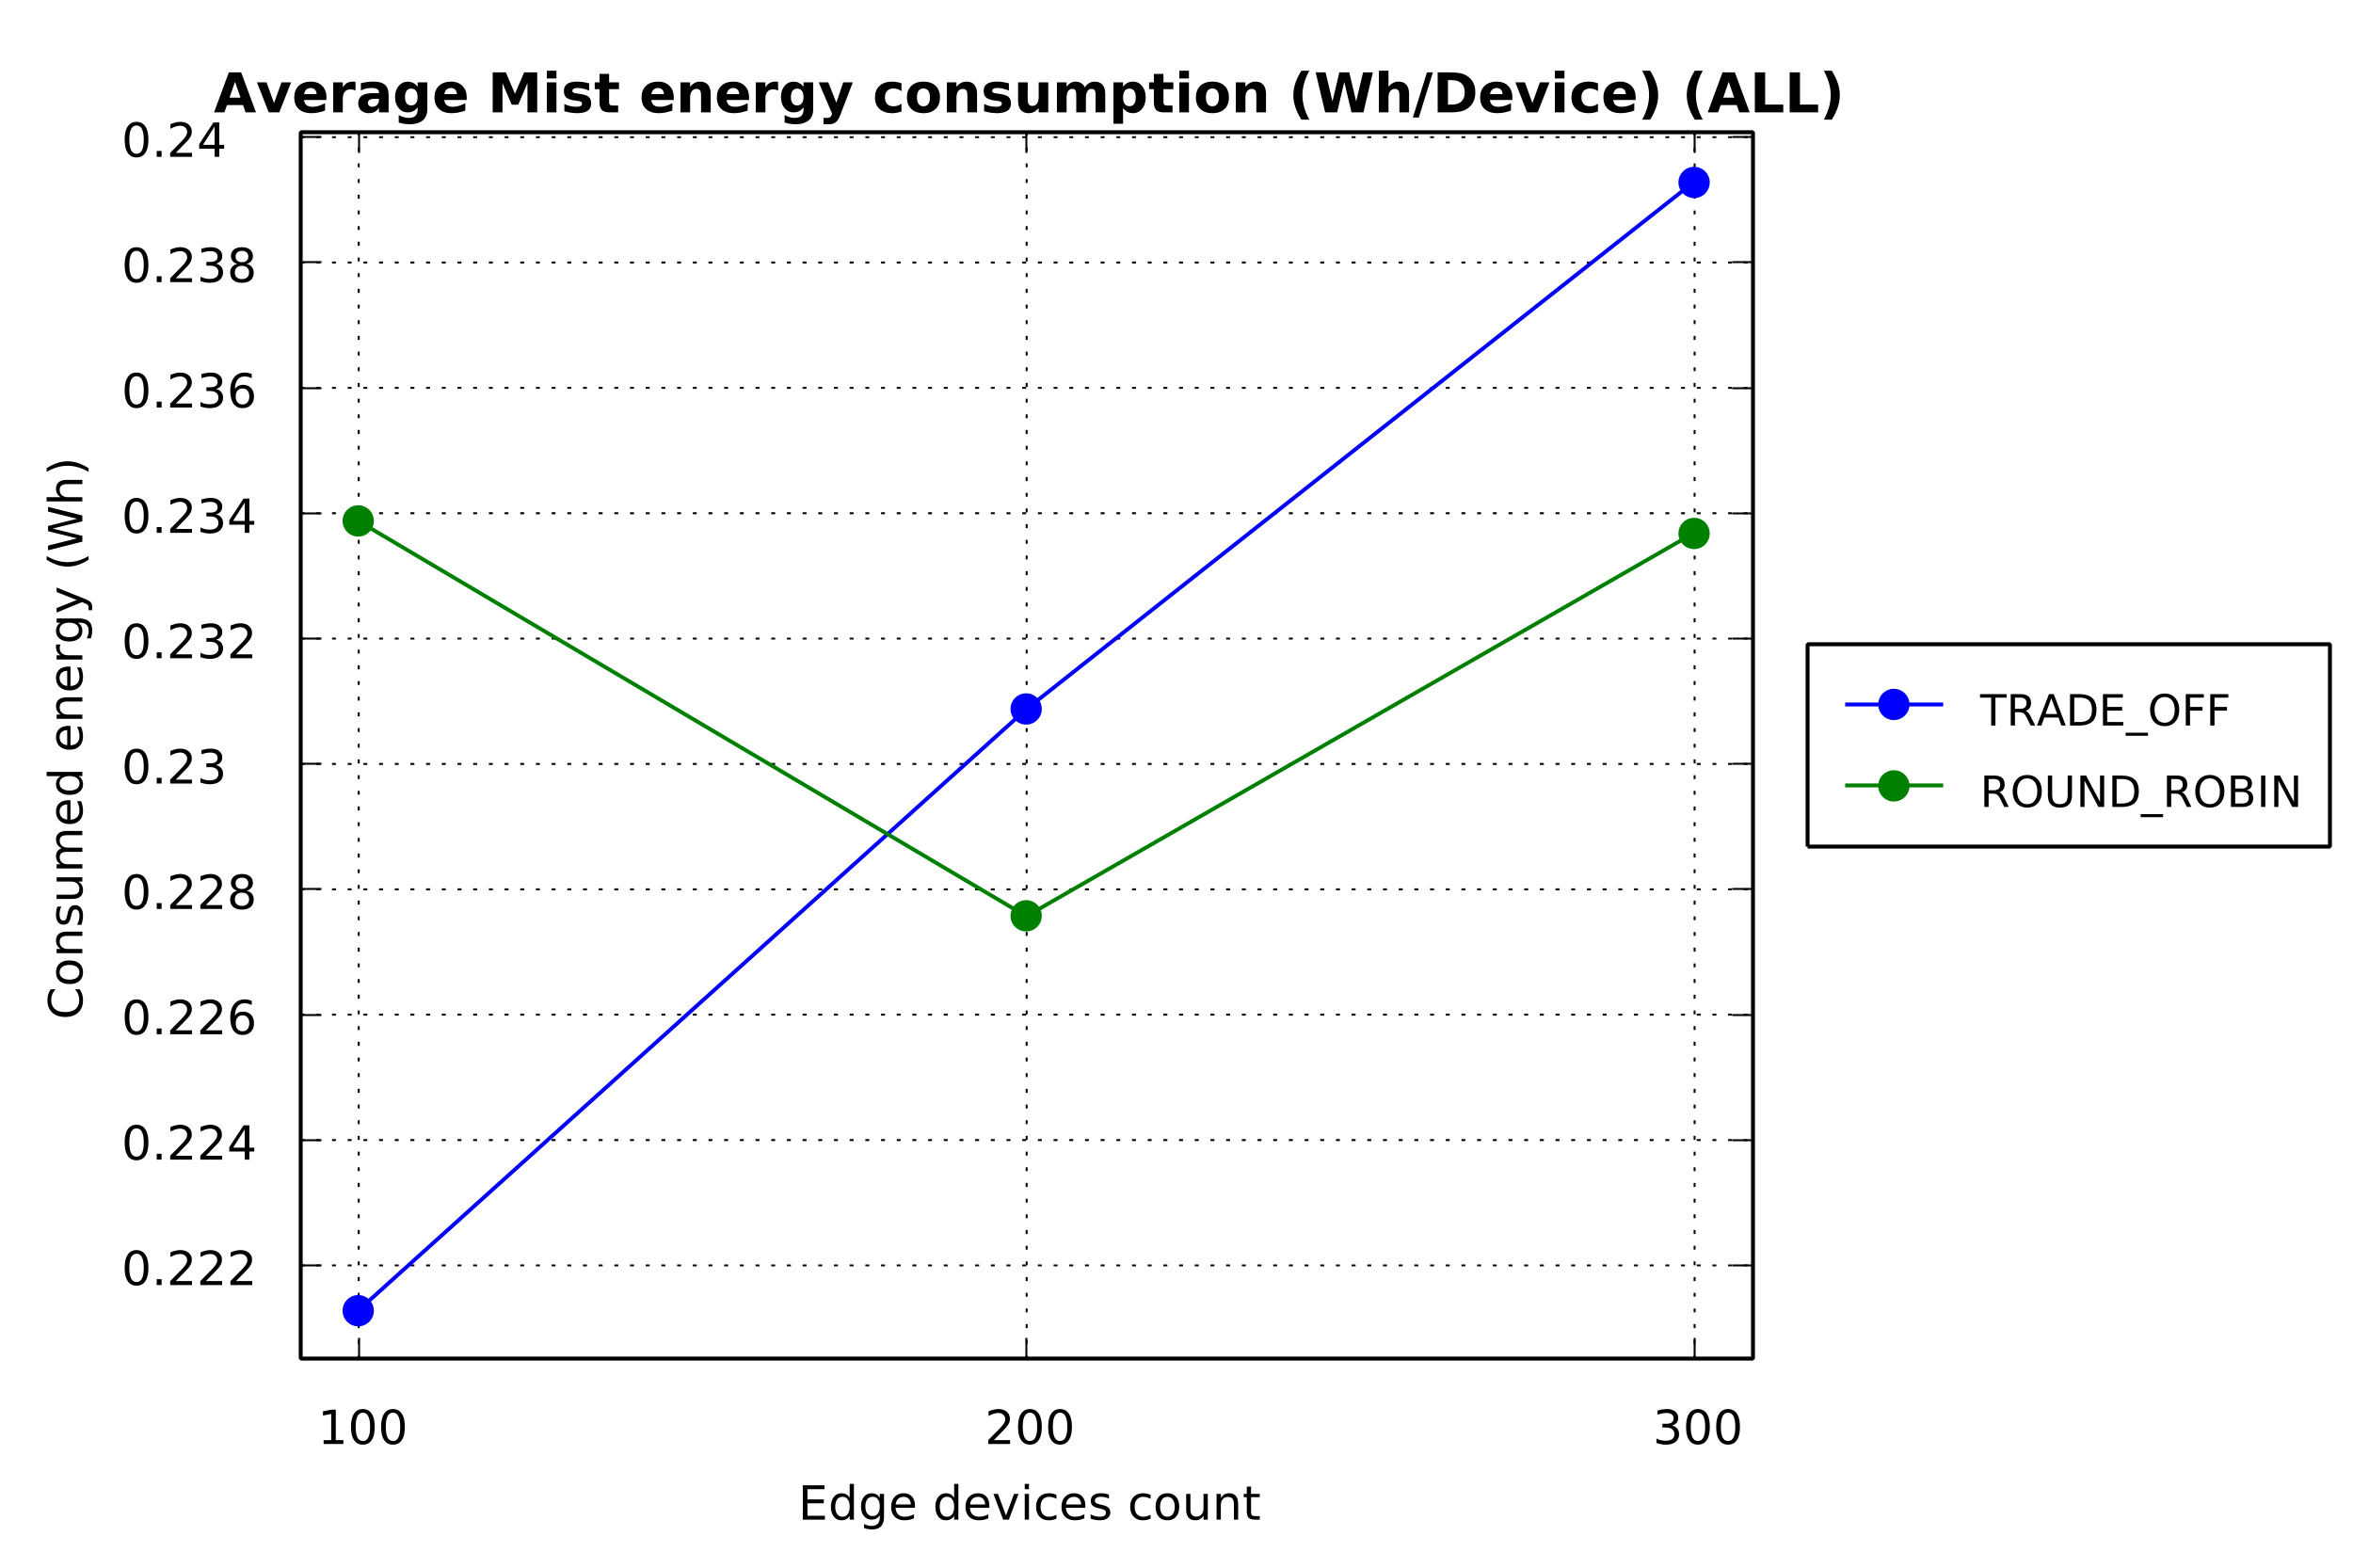 Average Mist energy consumption (Wh/Device) (ALL)
0.24
0.238
0.236
0.234
0.232
0.23
0.228
0.226
0.224
0.222
Consumed energy (Wh)
TRADE_OFF
ROUND_ROBIN
100
200
300
Edge devices count